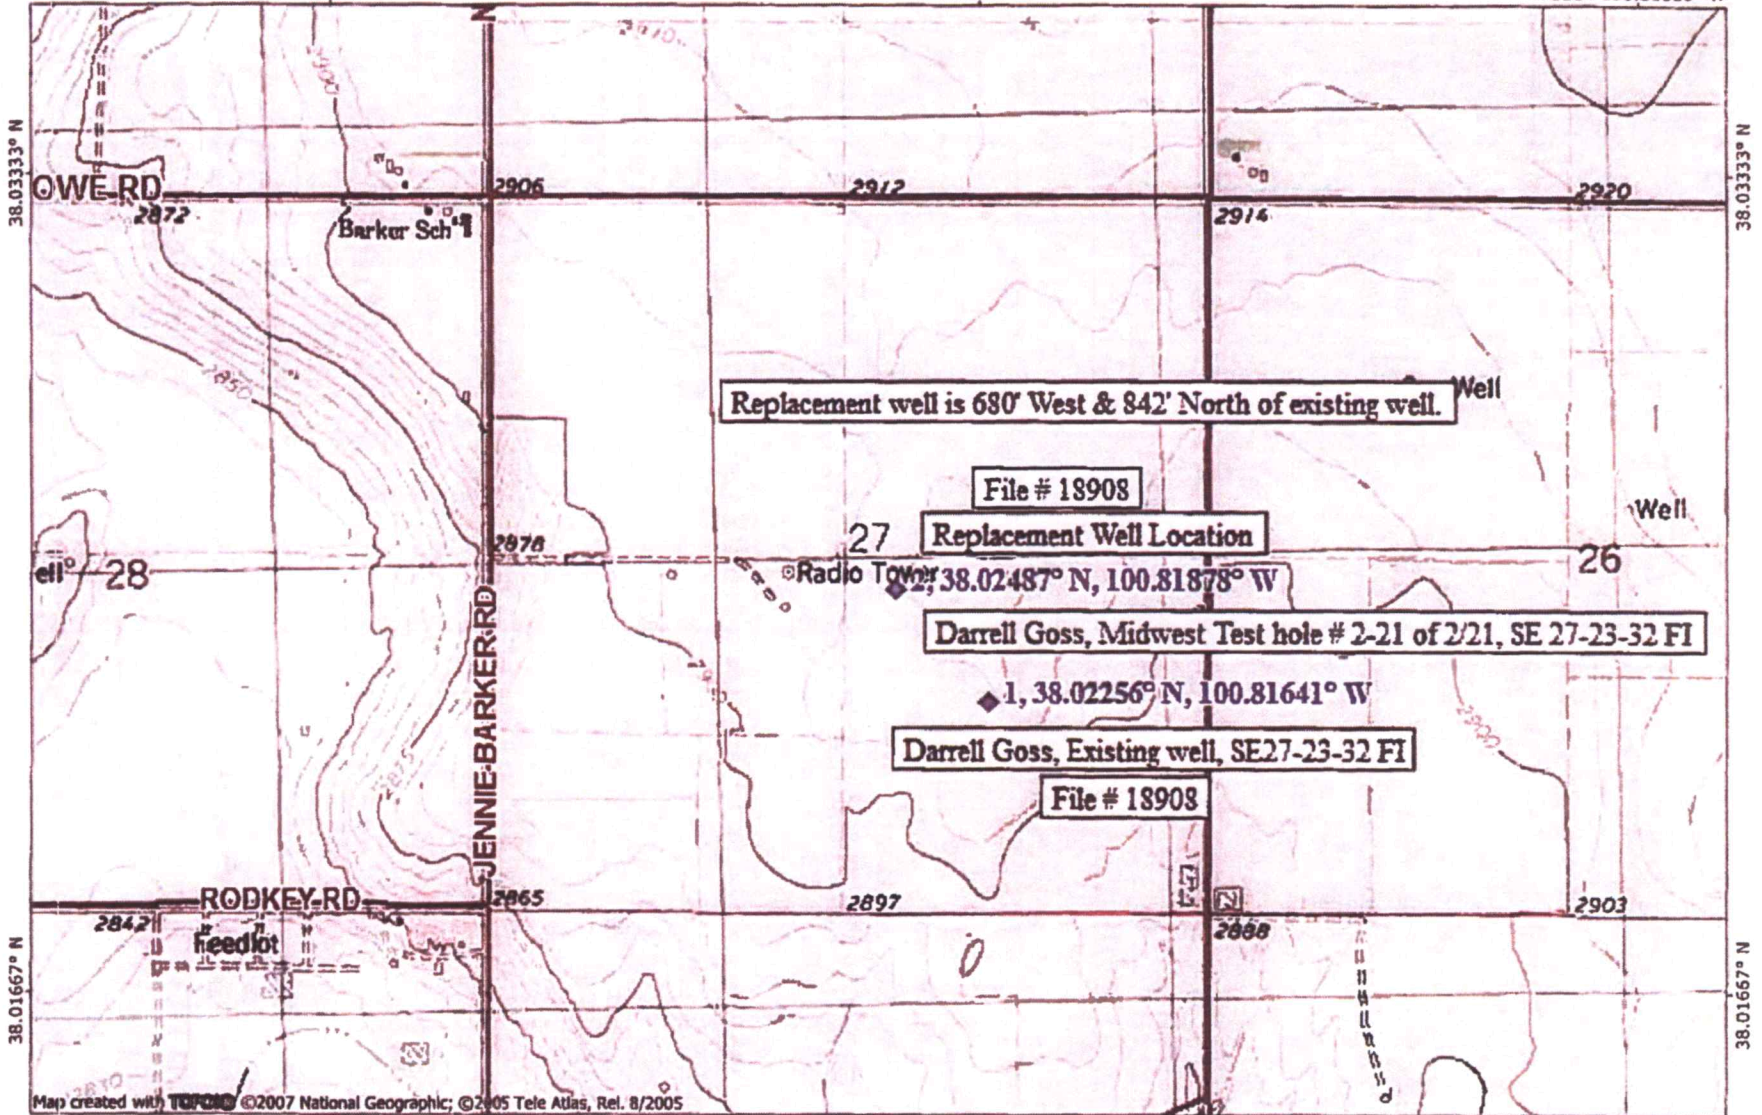 38.03333° N
38.03333° N
OWE RD
2872
2906
2912
2914
2920
Barker Sch
2850
Replacement well is 680' West & 842' North of existing well.
Well
File # 18908
Well
Replacement Well Location
27
2878
28
26
ell
Radio Tower
2, 38.02487° N, 100.81878° W
Darrell Goss, Midwest Test hole # 2-21 of 2/21, SE 27-23-32 FI
1, 38.02256° N, 100.81641° W
JENNIE BARKER RD
2900
Darrell Goss, Existing well, SE27-23-32 FI
2875
File # 18908
RODKEY RD
2865
2897
2903
2842
2888
Feedlot
38.01667° N
38.01667° N
Map created with TOPO!® ©2007 National Geographic; ©2005 Tele Atlas, Rel. 8/2005